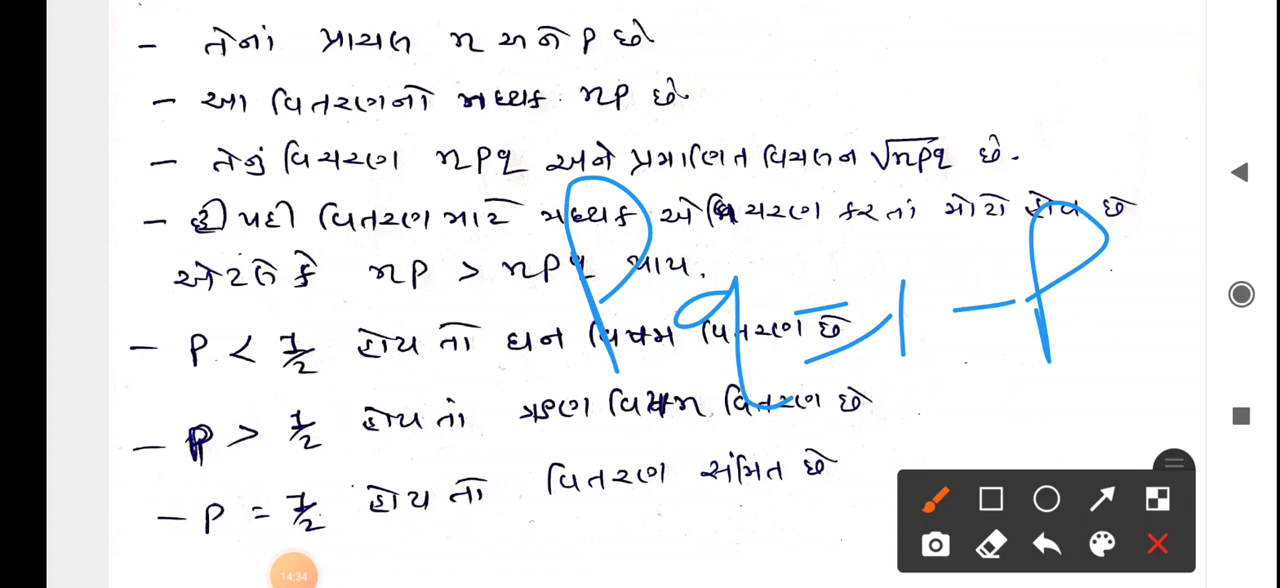 - તેનાં પ્રાચલ n અને P છે
- આ વિતરણનો મધ્યક np છે
- તેનું વિચરણ npq અને પ્રમાણિત વિચલન √npq છે.
- દ્વિપદી વિતરણ માટે મધ્યક એ વિચરણ કરતાં મોટો હોય છે
એટલે કે np > npq થાય.
P q = 1 - P
- P < 1/2 હોય તો ધન વિષમ વિતરણ છે
- P > 1/2 હોય તો ઋણ વિષમ વિતરણ છે
- P = 1/2 હોય તો વિતરણ સંમિત છે
14:34